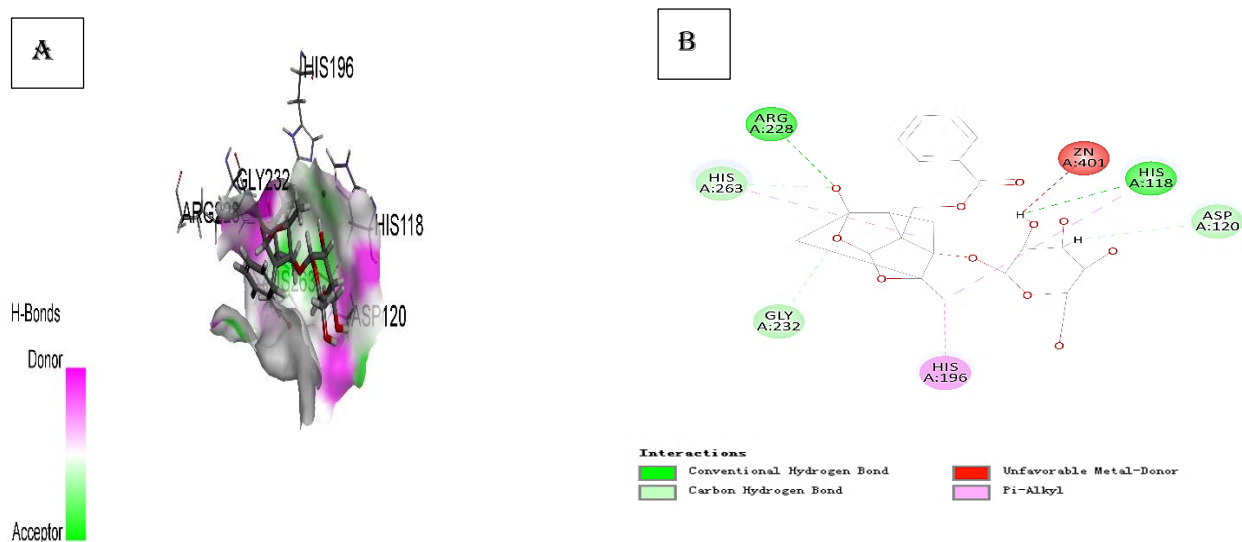 A
HIS196
GLY232
ARG228
HIS118
HIS263
ASP120
H-Bonds
Donor
Acceptor
B
ARG
A:228
HIS
A:263
ZN
A:401
HIS
A:118
ASP
A:120
GLY
A:232
HIS
A:196
O
O
O
H
O
O
H
O
O
O
O
O
O
O
Interactions
Conventional Hydrogen Bond
Unfavorable Metal-Donor
Carbon Hydrogen Bond
Pi-Alkyl